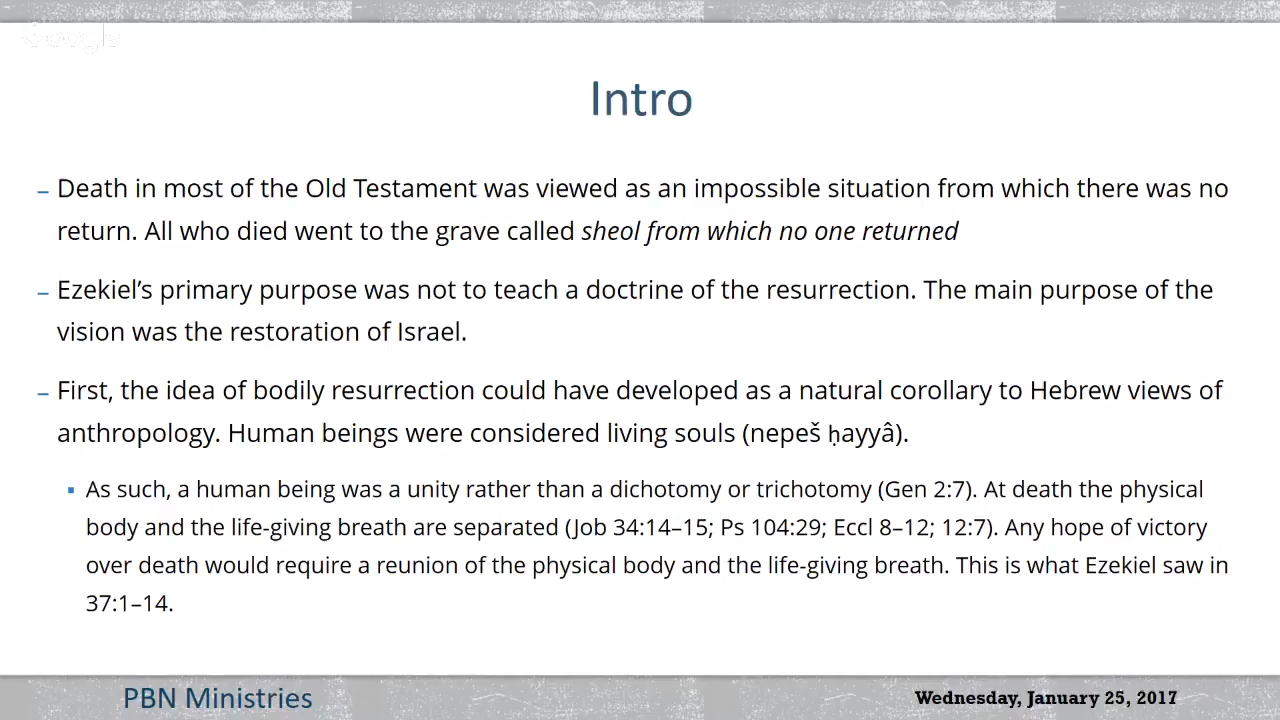 Google
Intro
– Death in most of the Old Testament was viewed as an impossible situation from which there was no
return. All who died went to the grave called sheol from which no one returned
– Ezekiel’s primary purpose was not to teach a doctrine of the resurrection. The main purpose of the
vision was the restoration of Israel.
– First, the idea of bodily resurrection could have developed as a natural corollary to Hebrew views of
anthropology. Human beings were considered living souls (nepeš ḥayyâ).
▪ As such, a human being was a unity rather than a dichotomy or trichotomy (Gen 2:7). At death the physical
body and the life-giving breath are separated (Job 34:14–15; Ps 104:29; Eccl 8–12; 12:7). Any hope of victory
over death would require a reunion of the physical body and the life-giving breath. This is what Ezekiel saw in
37:1–14.
PBN Ministries
Wednesday, January 25, 2017